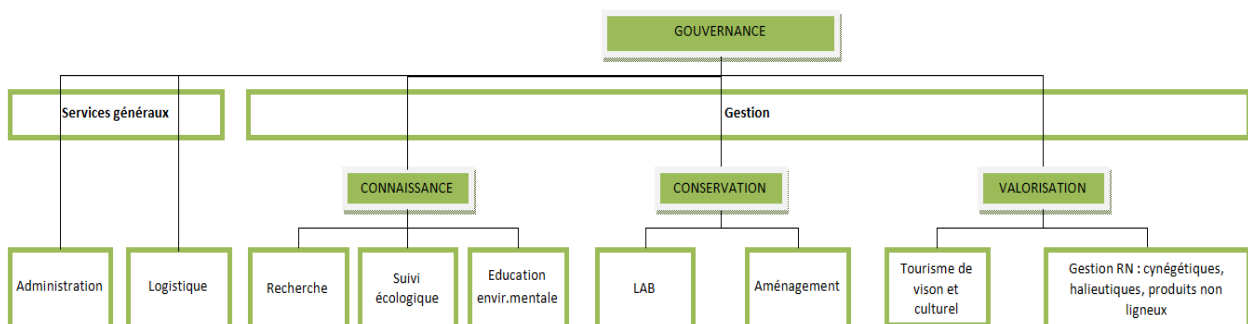 GOUVERNANCE
Services généraux
Gestion
CONNAISSANCE
CONSERVATION
VALORISATION
Administration
Logistique
Recherche
Suivi
écologique
Education
envir.mentale
LAB
Aménagement
Tourisme de
vison et
culturel
Gestion RN : cynégétiques,
halieutiques, produits non
ligneux